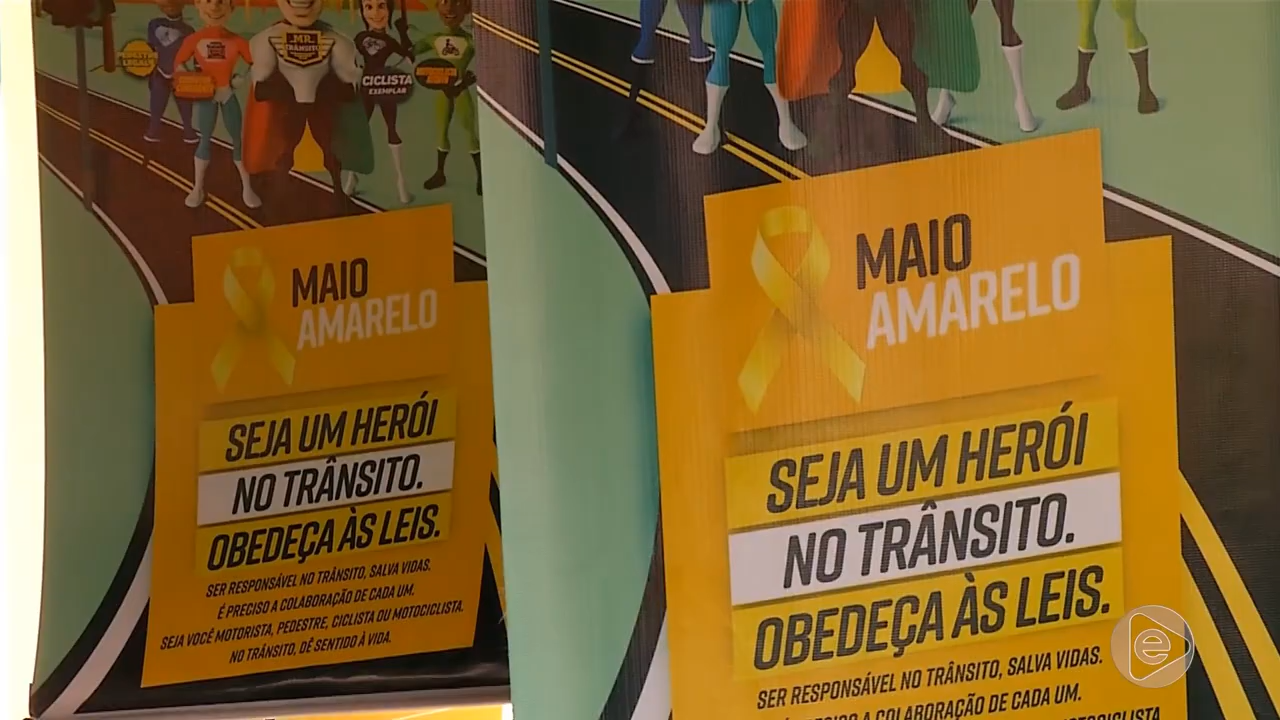 MR.
TRÂNSITO
CICLISTA
EXEMPLAR
MAIO
AMARELO
SEJA UM HERÓI
NO TRÂNSITO.
OBEDEÇA ÀS LEIS.
SER RESPONSÁVEL NO TRÂNSITO, SALVA VIDAS.
É PRECISO A COLABORAÇÃO DE CADA UM.
SEJA VOCÊ MOTORISTA, PEDESTRE, CICLISTA OU MOTOCICLISTA.
NO TRÂNSITO, DÊ SENTIDO À VIDA.
MAIO
AMARELO
SEJA UM HERÓI
NO TRÂNSITO.
OBEDEÇA ÀS LEIS.
SER RESPONSÁVEL NO TRÂNSITO, SALVA VIDAS.
É PRECISO A COLABORAÇÃO DE CADA UM.
MOTOCICLISTA
e